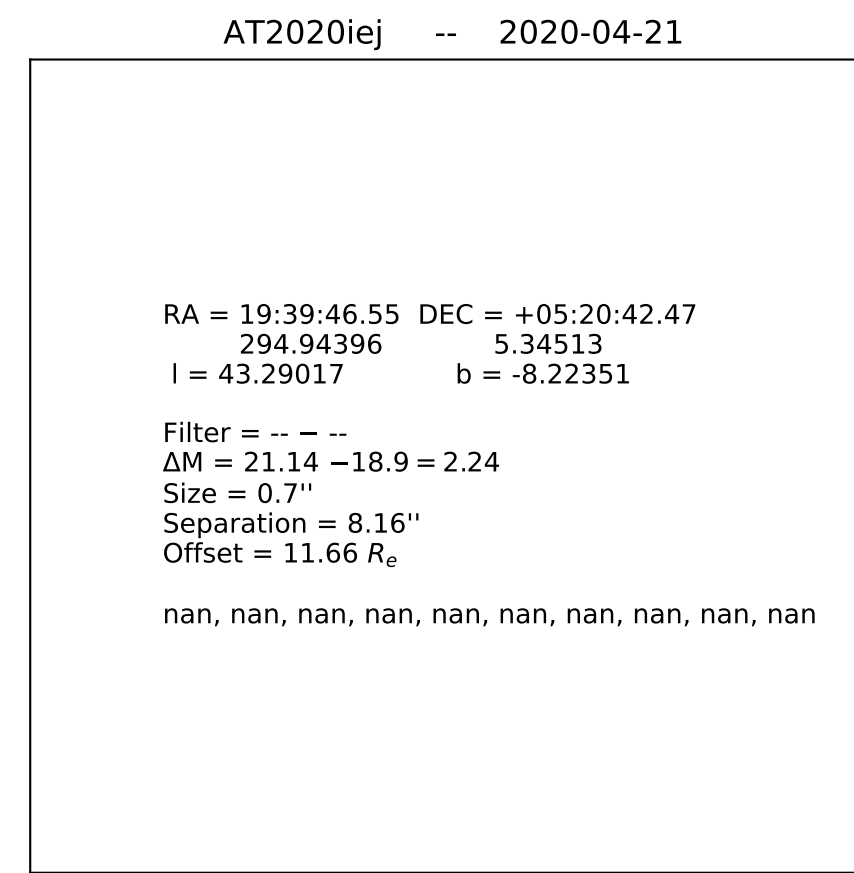 AT2020iej -- 2020-04-21
RA = 19:39:46.55 DEC = +05:20:42.47
294.94396 5.34513
l = 43.29017 b = -8.22351
Filter = -- − --
ΔM = 21.14 −18.9 = 2.24
Size = 0.7''
Separation = 8.16''
Offset = 11.66 Rₑ
nan, nan, nan, nan, nan, nan, nan, nan, nan, nan